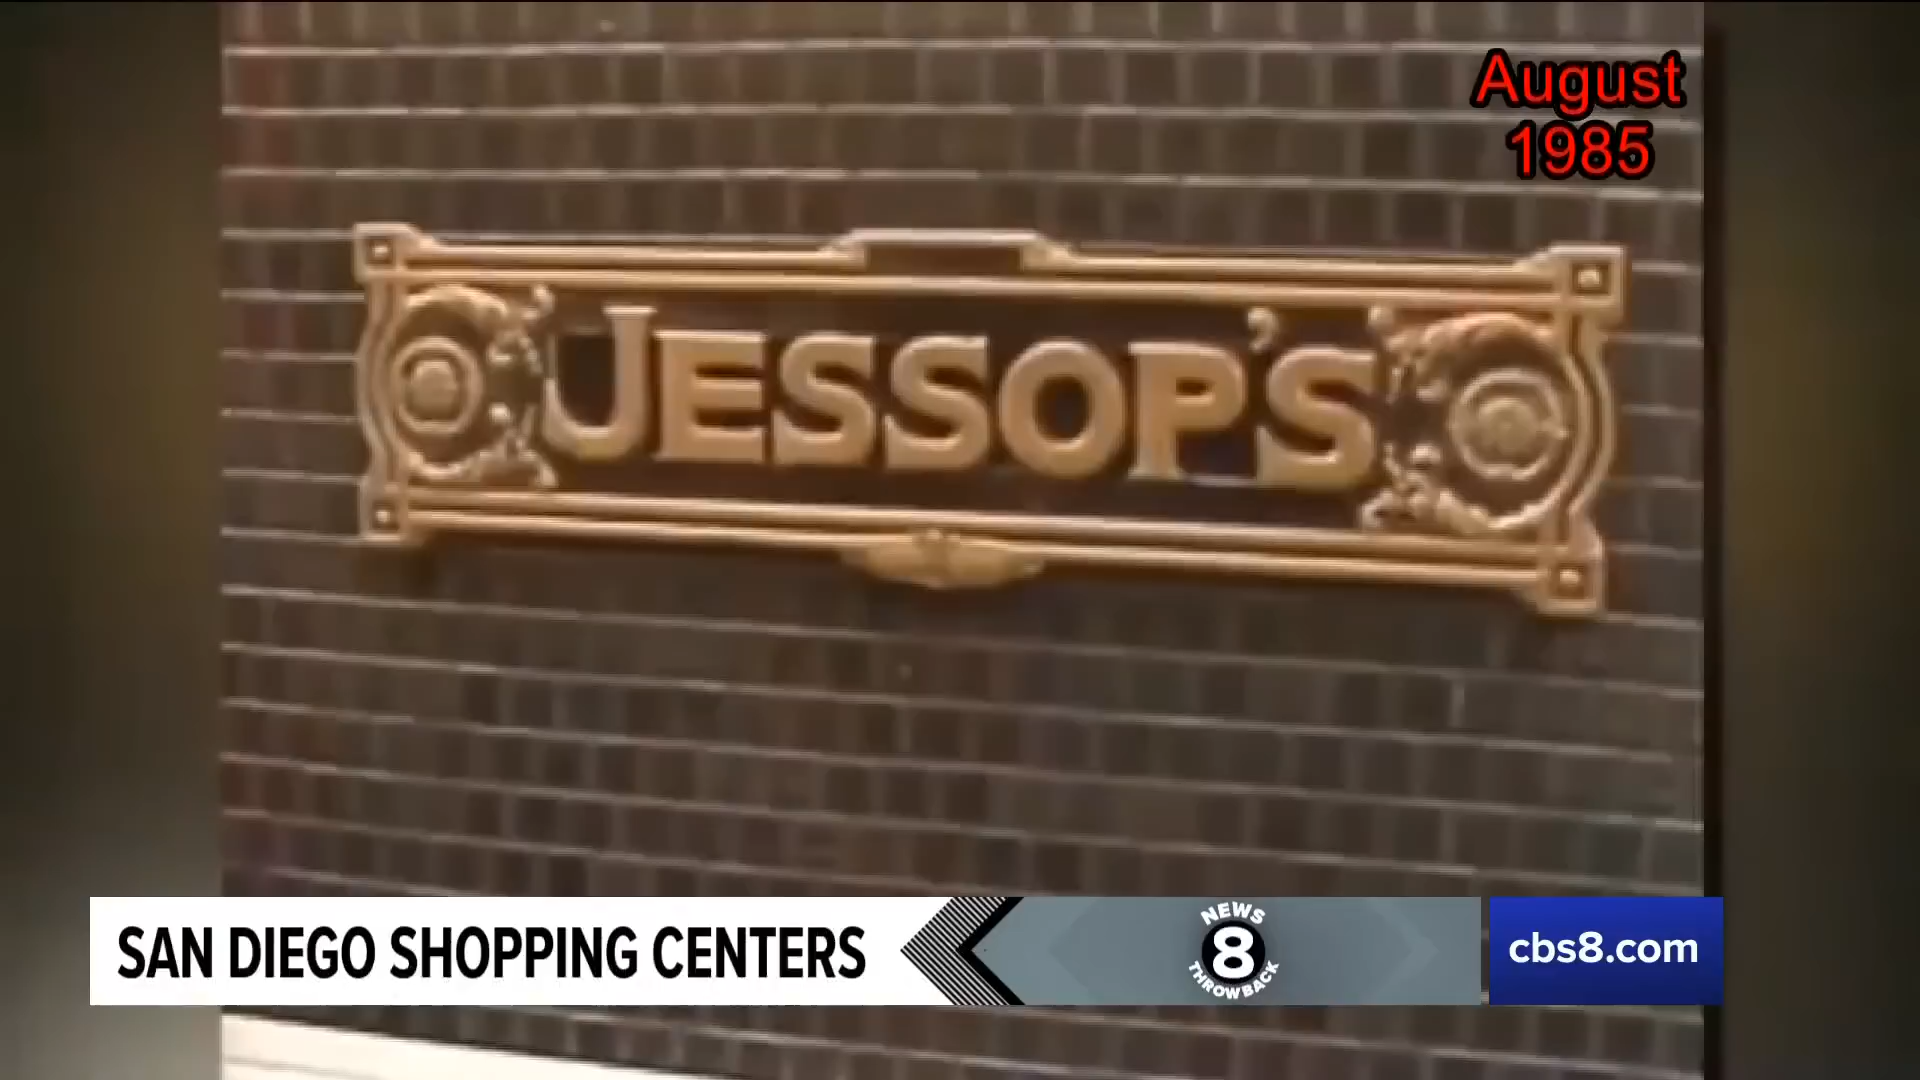 August
1985
JESSOP'S
SAN DIEGO SHOPPING CENTERS
NEWS
8
THROWBACK
cbs8.com